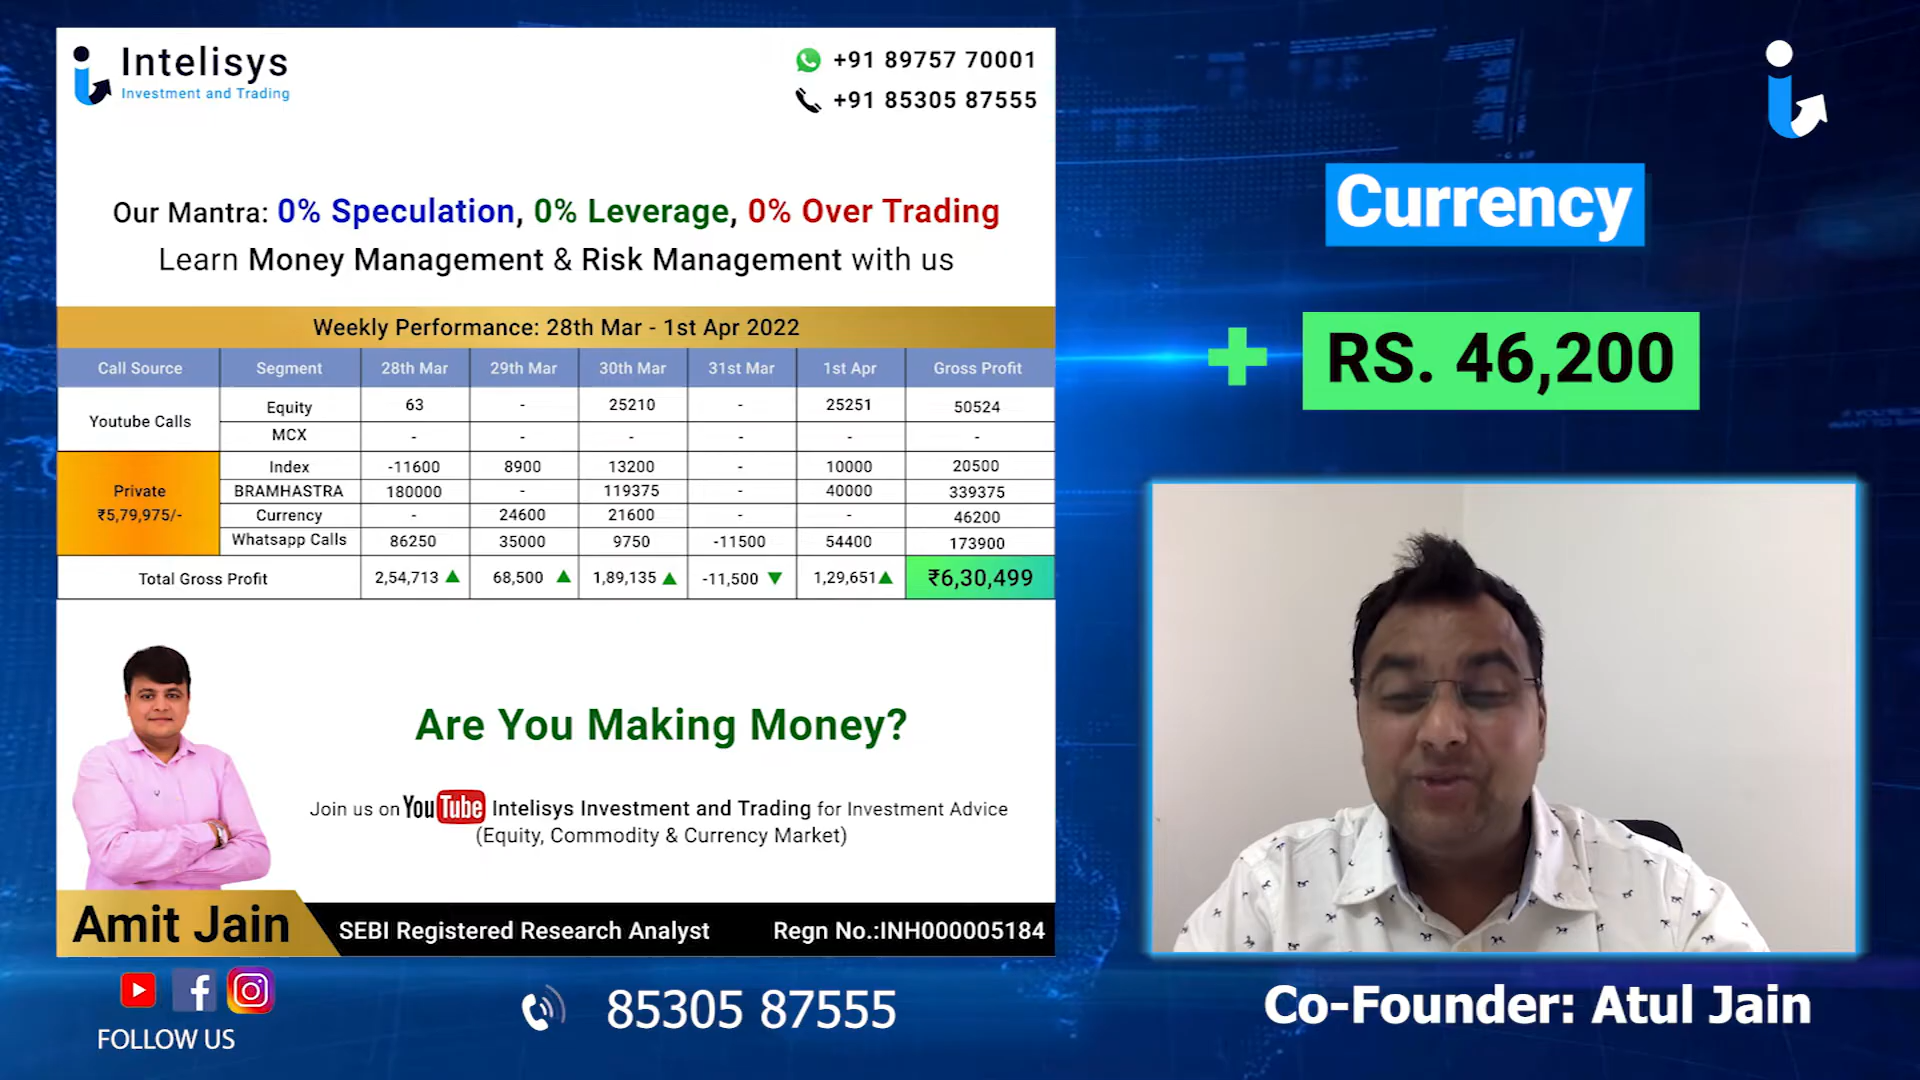 Intelisys
Investment and Trading
+91 89757 70001
+91 85305 87555
Our Mantra: 0% Speculation, 0% Leverage, 0% Over Trading
Learn Money Management & Risk Management with us
Weekly Performance: 28th Mar - 1st Apr 2022
Call Source Segment 28th Mar 29th Mar 30th Mar 31st Mar 1st Apr Gross Profit
Youtube Calls
Equity 63 - 25210 - 25251 50524
MCX - - - - - -
Private
₹5,79,975/-
Index -11600 8900 13200 - 10000 20500
BRAMHASTRA 180000 - 119375 - 40000 339375
Currency - 24600 21600 - - 46200
Whatsapp Calls 86250 35000 9750 -11500 54400 173900
Total Gross Profit 2,54,713 68,500 1,89,135 -11,500 1,29,651 ₹6,30,499
Are You Making Money?
Join us on YouTube Intelisys Investment and Trading for Investment Advice
(Equity, Commodity & Currency Market)
Amit Jain
SEBI Registered Research Analyst Regn No.:INH000005184
FOLLOW US
85305 87555
Currency
+ RS. 46,200
Co-Founder: Atul Jain